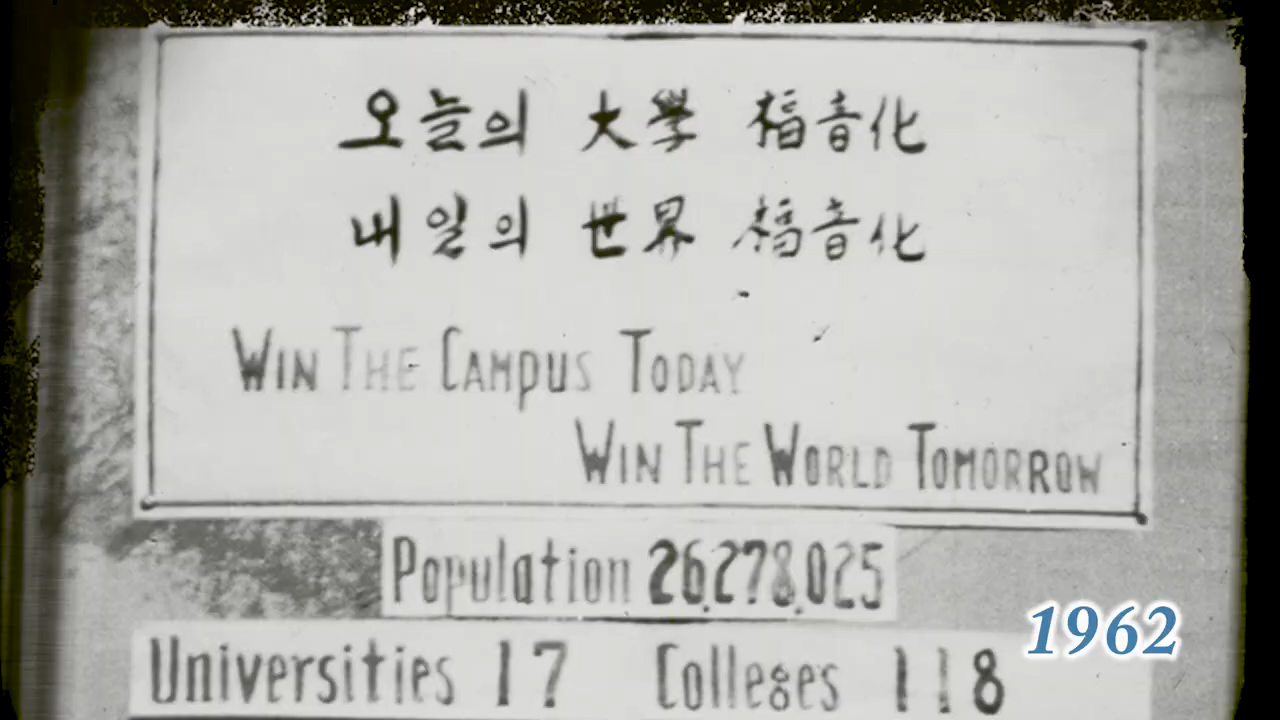 오늘의 大學 福音化
내일의 世界 福音化
WIN THE CAMPUS TODAY
WIN THE WORLD TOMORROW
Population 26,278,025
Universities 17 Colleges 118
1962